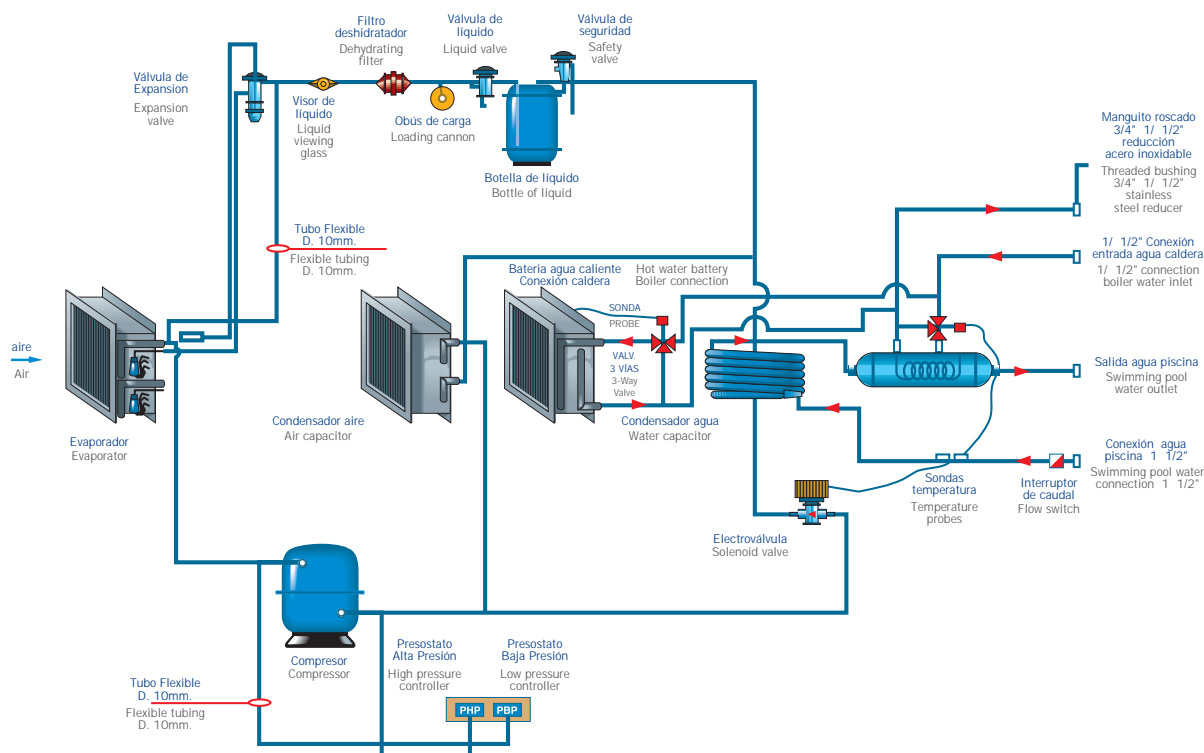 Filtro
deshidratador
Dehydrating
filter
Válvula de
líquido
Liquid valve
Válvula de
seguridad
Safety
valve
Válvula de
Expansion
Expansion
valve
Visor de
líquido
Liquid
viewing
glass
Obús de carga
Loading cannon
Botella de líquido
Bottle of liquid
Manguito roscado
3/4" 1/ 1/2"
reducción
acero inoxidable
Threaded bushing
3/4" 1/ 1/2"
stainless
steel reducer
Tubo Flexible
D. 10mm.
Flexible tubing
D. 10mm.
1/ 1/2" Conexión
entrada agua caldera
1/ 1/2" connection
boiler water inlet
Bateria agua caliente
Conexión caldera
Hot water battery
Boiler connection
SONDA
PROBE
aire
Air
VALV.
3 VÍAS
3-Way
Valve
Salida agua piscina
Swimming pool
water outlet
Evaporador
Evaporator
Condensador aire
Air capacitor
Condensador agua
Water capacitor
Conexión agua
piscina 1 1/2"
Swimming pool water
connection 1 1/2"
Sondas
temperatura
Temperature
probes
Interruptor
de caudal
Flow switch
Electroválvula
Solenoid valve
Compresor
Compressor
Presostato
Alta Presión
High pressure
controller
Presostato
Baja Presión
Low pressure
controller
Tubo Flexible
D. 10mm.
Flexible tubing
D. 10mm.
PHP
PBP